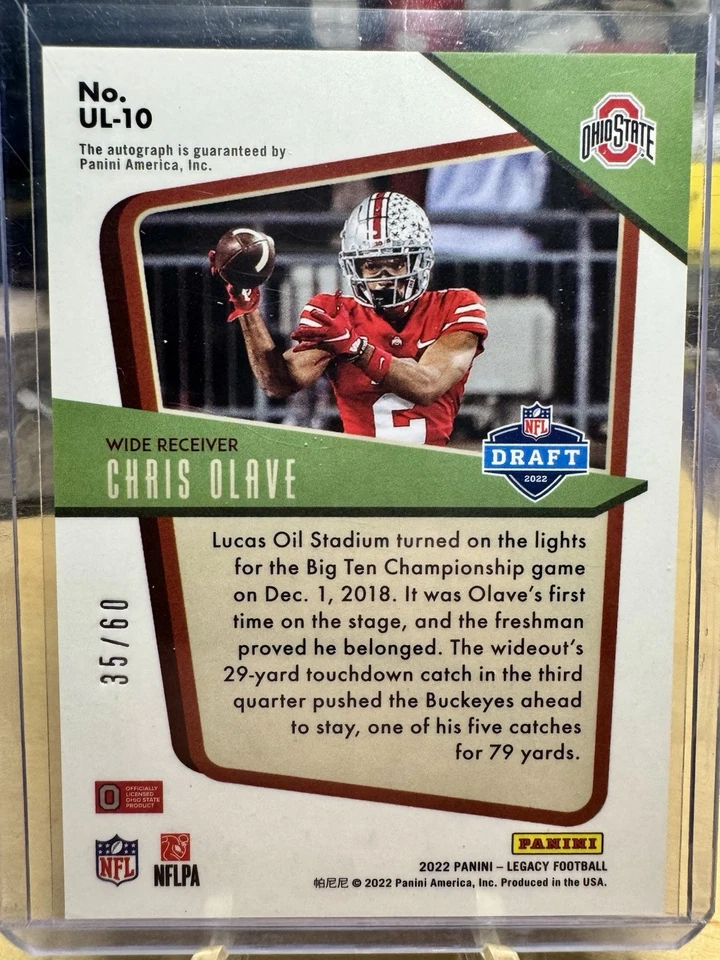 No.
UL-10
The autograph is guaranteed by
Panini America, Inc.
OHIO STATE
2
WIDE RECEIVER
CHRIS OLAVE
NFL
DRAFT
2022
Lucas Oil Stadium turned on the lights
for the Big Ten Championship game
on Dec. 1, 2018. It was Olave's first
time on the stage, and the freshman
proved he belonged. The wideout's
29-yard touchdown catch in the third
quarter pushed the Buckeyes ahead
to stay, one of his five catches
for 79 yards.
35/60
OFFICIALLY
LICENSED
OHIO STATE
PRODUCT
NFL
NFLPA
PANINI
2022 PANINI – LEGACY FOOTBALL
帕尼尼 © 2022 Panini America, Inc. Produced in the USA.